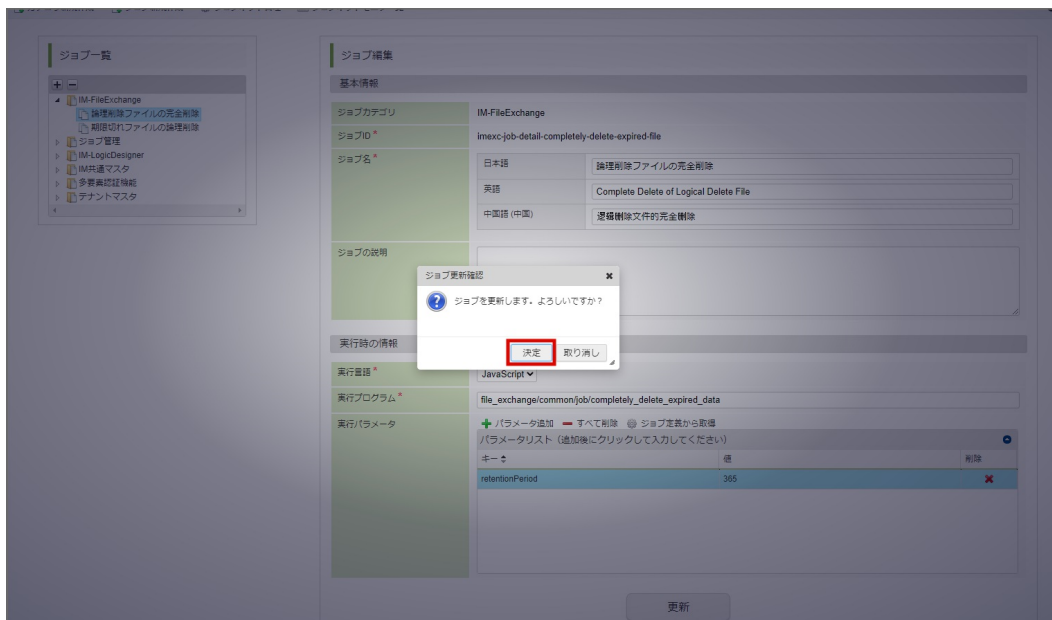 ジョブ一覧
IM-FileExchange
論理削除ファイルの完全削除
期限切れファイルの論理削除
ジョブ管理
IM-LogicDesigner
IM共通マスタ
多要素認証機能
テナントマスタ
ジョブ編集
基本情報
ジョブカテゴリ IM-FileExchange
ジョブID * imexc-job-detail-completely-delete-expired-file
ジョブ名 * 日本語 論理削除ファイルの完全削除
英語 Complete Delete of Logical Delete File
中国語 (中国) 逻辑删除文件的完全删除
ジョブの説明
ジョブ更新確認
ジョブを更新します。よろしいですか?
決定 取り消し
実行時の情報
実行言語 * JavaScript
実行プログラム * file_exchange/common/job/completely_delete_expired_data
実行パラメータ パラメータ追加 すべて削除 ジョブ定義から取得
パラメータリスト(追加後にクリックして入力してください)
キー 値 削除
retentionPeriod 365
更新